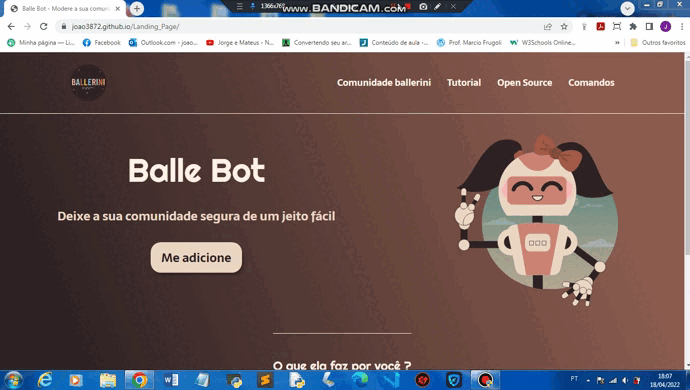 Balle Bot - Modere a sua comun
1366x768
www.BANDICAM.com
joao3872.github.io/Landing_Page/
J
Minha página — Li...
Facebook
Outlook.com - joao...
Jorge e Mateus - N...
Convertendo seu ar...
Conteúdo de aula -...
Prof. Marcio Frugoli
W3Schools Online...
»
Outros favoritos
BALLERINI
Comunidade ballerini
Tutorial
Open Source
Comandos
Balle Bot
Deixe a sua comunidade segura de um jeito fácil
Me adicione
O que ela faz por você ?
PT
18:07
18/04/2022